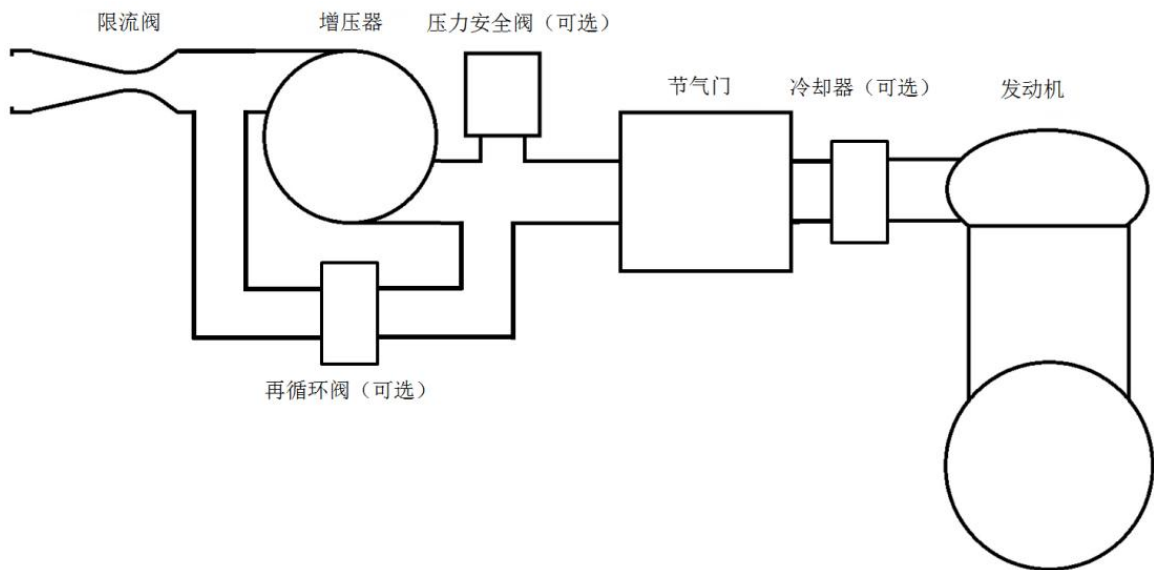 限流阀
增压器
压力安全阀（可选）
节气门
冷却器（可选）
发动机
再循环阀（可选）